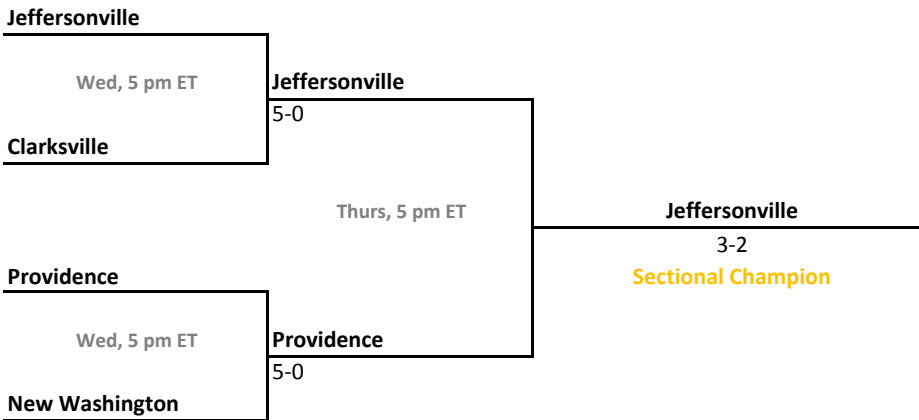 Jeffersonville
Wed, 5 pm ET
Jeffersonville
5-0
Clarksville
Thurs, 5 pm ET
Jeffersonville
3-2
Sectional Champion
Providence
Wed, 5 pm ET
Providence
5-0
New Washington